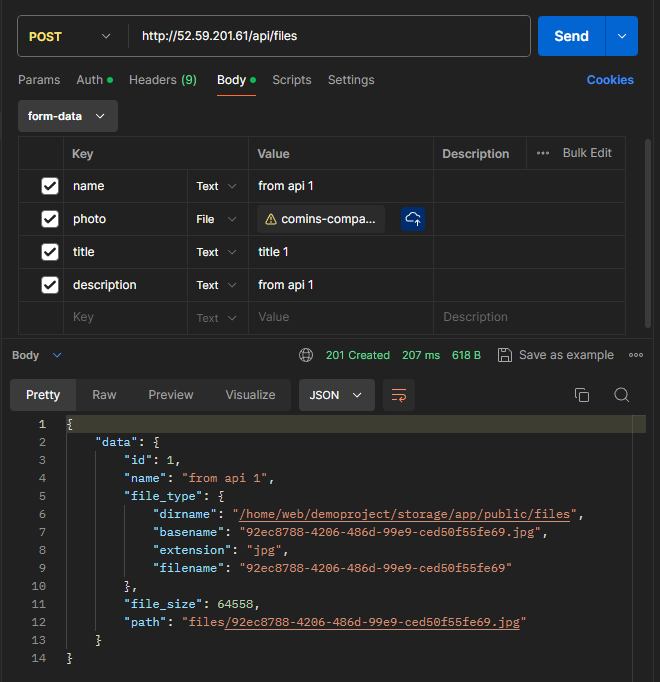 POST http://52.59.201.61/api/files Send
Params Auth Headers (9) Body Scripts Settings Cookies
form-data
Key Value Description ••• Bulk Edit
name Text from api 1
photo File comins-compa...
title Text title 1
description Text from api 1
Key Text Value Description
Body 201 Created 207 ms 618 B Save as example •••
Pretty Raw Preview Visualize JSON
1 {
2 "data": {
3 "id": 1,
4 "name": "from api 1",
5 "file_type": {
6 "dirname": "/home/web/demoproject/storage/app/public/files",
7 "basename": "92ec8788-4206-486d-99e9-ced50f55fe69.jpg",
8 "extension": "jpg",
9 "filename": "92ec8788-4206-486d-99e9-ced50f55fe69"
10 },
11 "file_size": 64558,
12 "path": "files/92ec8788-4206-486d-99e9-ced50f55fe69.jpg"
13 }
14 }